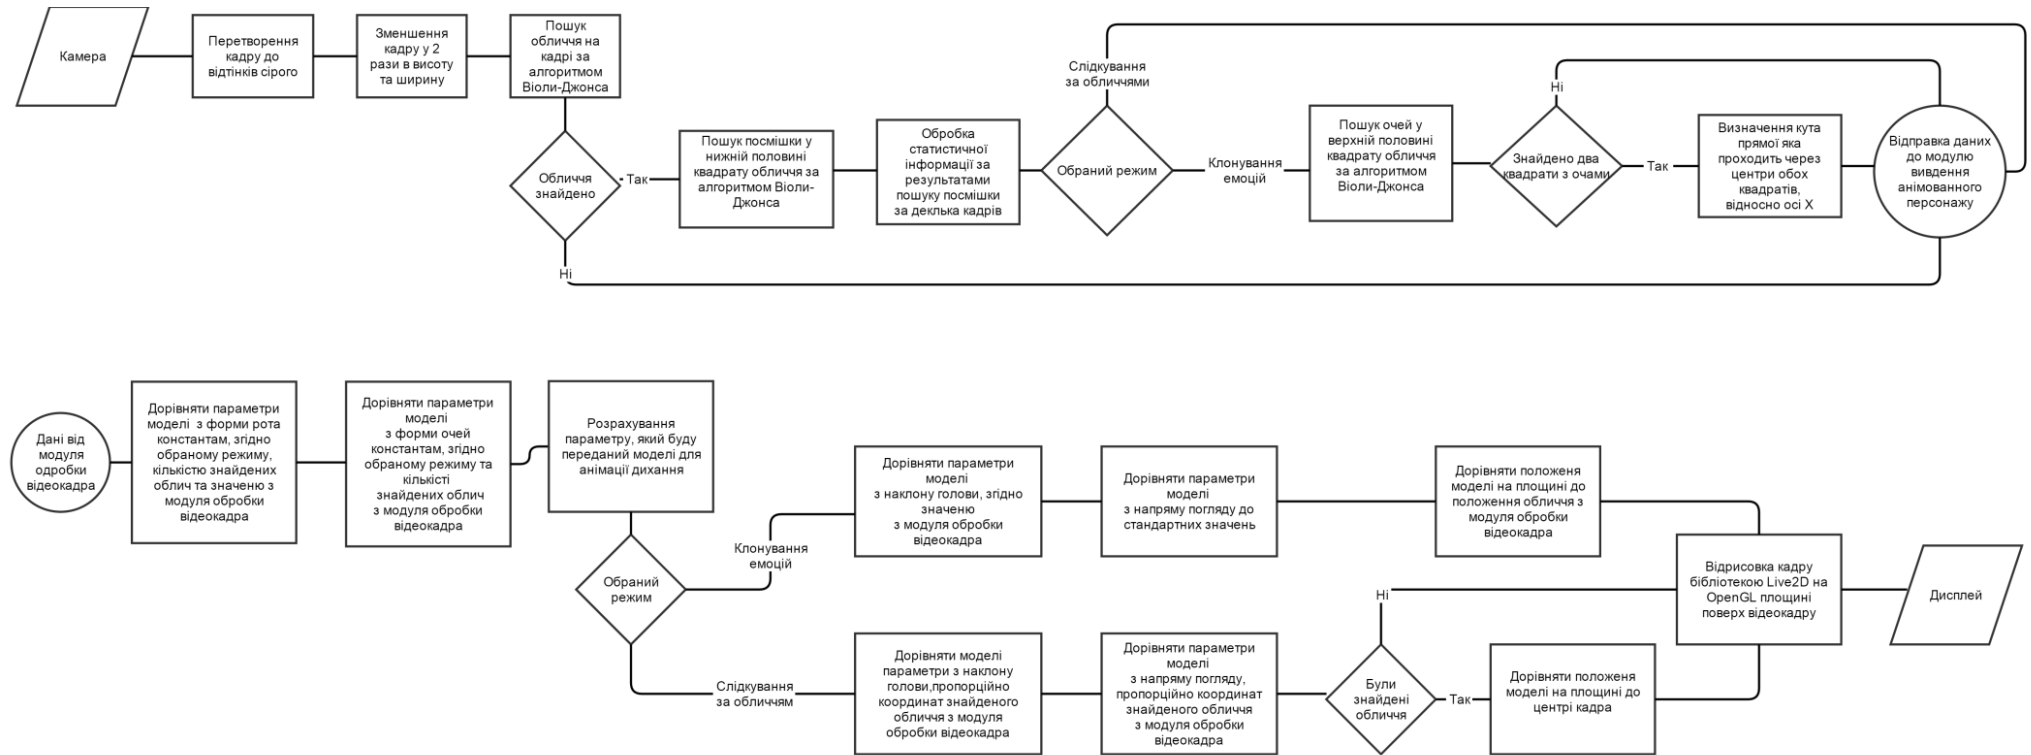 Камера
Перетворення
кадру до
відтінків сірого
Зменшення
кадру у 2
рази в висоту
та ширину
Пошук
обличчя на
кадрі за
алгоритмом
Віоли-Джонса
Обличчя
знайдено
Так
Ні
Пошук посмішки у
нижній половині
квадрату обличчя за
алгоритмом Віоли-
Джонса
Обробка
статистичної
інформації за
результатами
пошуку посмішки
за декілька кадрів
Слідкування
за обличчями
Обраний режим
Клонування
емоцій
Пошук очей у
верхній половині
квадрату обличчя
за алгоритмом
Віоли-Джонса
Ні
Знайдено два
квадрати з очами
Так
Визначення кута
прямої яка
проходить через
центри обох
квадратів,
відносно осі X
Відправка даних
до модулю
вивдення
анімованного
персонажу
Дані від
модуля
одробки
відеокадра
Дорівняти параметри
моделі з форми рота
константам, згідно
обраному режиму,
кількістю знайдених
облич та значеню з
модуля обробки
відеокадра
Дорівняти параметри
моделі
з форми очей
константам, згідно
обраному режиму та
кількісті
знайдених облич
з модуля обробки
відеокадра
Розрахування
параметру, який буду
переданий моделі для
анімації дихання
Обраний
режим
Клонування
емоцій
Дорівняти параметри
моделі
з наклону голови, згідно
значеню
з модуля обробки
відеокадра
Дорівняти параметри
моделі
з напряму погляду до
стандартних значень
Дорівняти положеня
моделі на площині до
положення обличчя з
модуля обробки
відеокадра
Слідкування
за обличчям
Дорівняти моделі
параметри з наклону
голови,пропорційно
координат знайденого
обличчя з модуля
обробки відеокадра
Дорівняти параметри
моделі
з напряму погляду,
пропорційно координат
знайденого обличчя
з модуля обробки
відеокадра
Ні
Були
знайдені
обличчя
Так
Дорівняти положеня
моделі на площині до
центрі кадра
Відрисовка кадру
бібліотекою Live2D на
OpenGL площині
поверх відеокадру
Дисплей